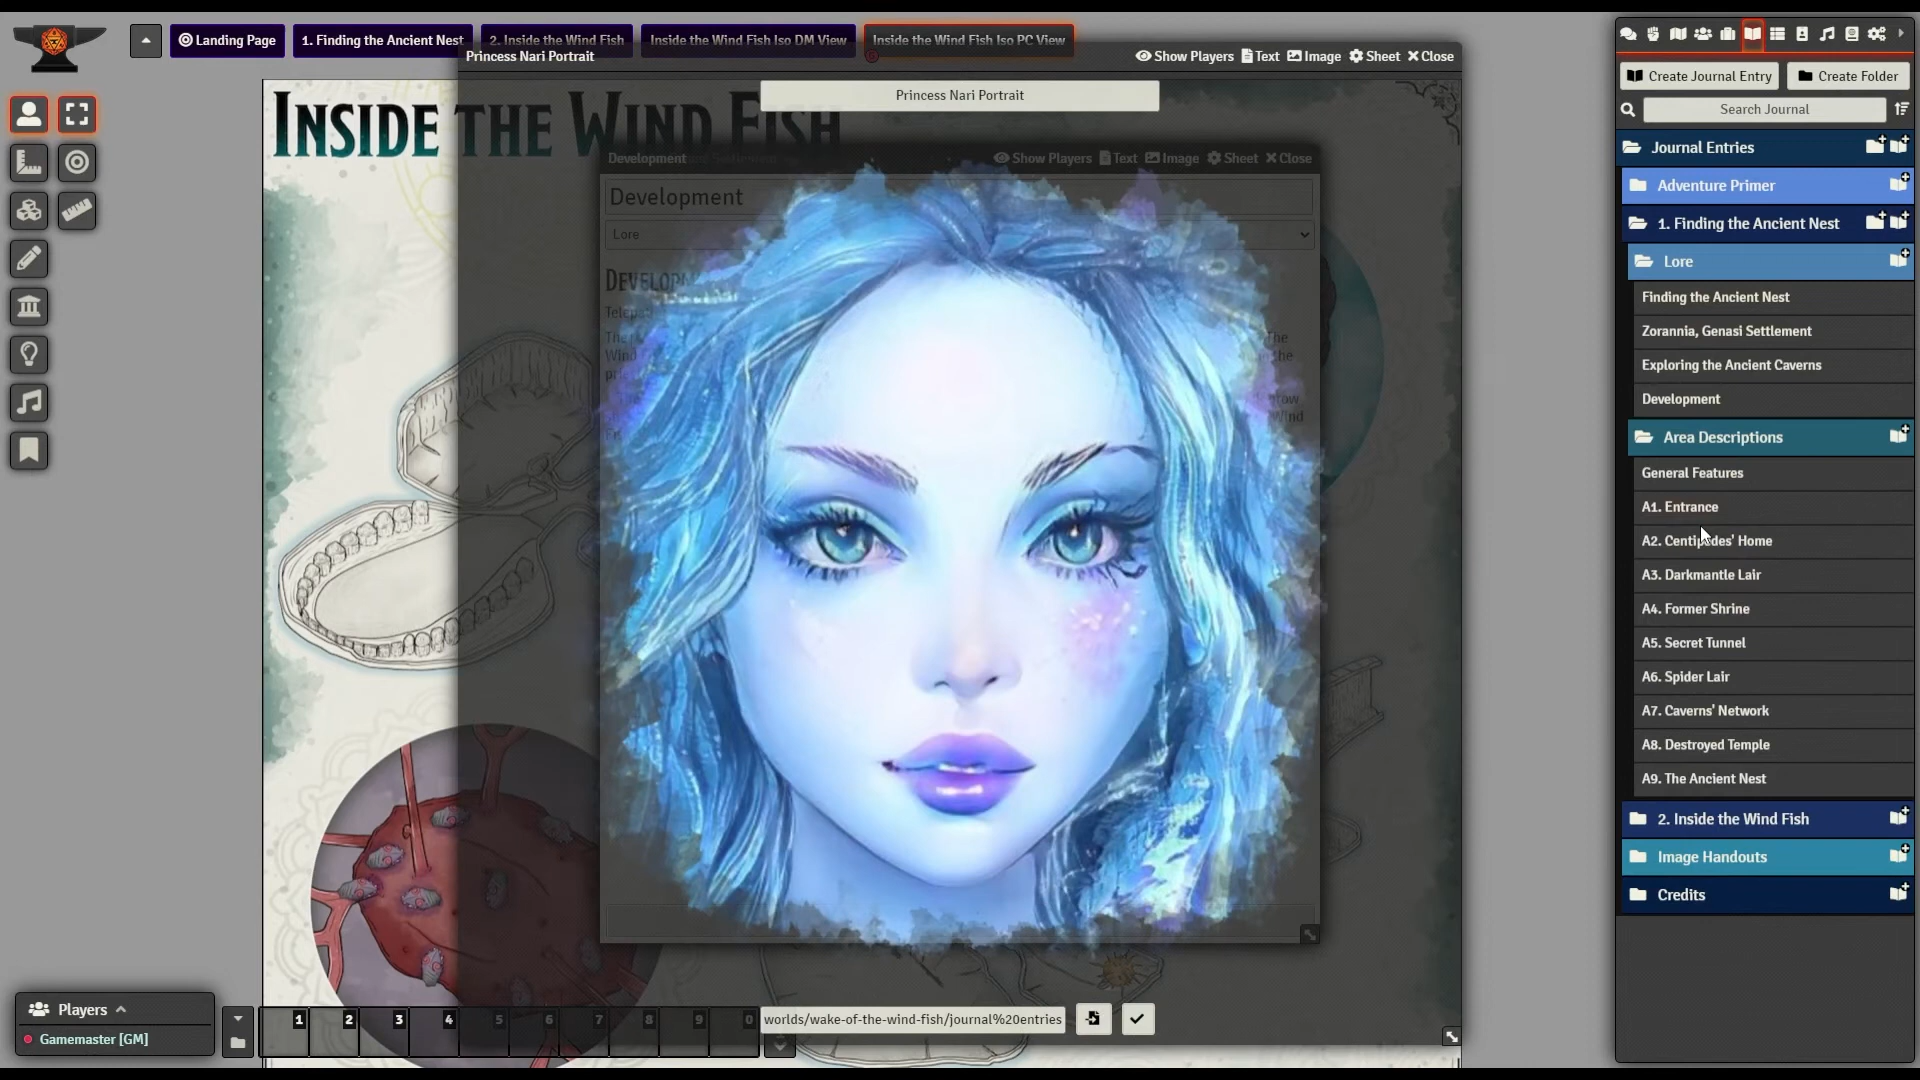 Landing Page
1. Finding the Ancient Nest
2. Inside the Wind Fish
Inside the Wind Fish Iso DM View
Inside the Wind Fish Iso PC View
G
Princess Nari Portrait
Show Players
Text
Image
Sheet
Close
Princess Nari Portrait
INSIDE THE WIND FISH
Development
Show Players
Text
Image
Sheet
Close
Development
Lore
The
The
Wind
the
row
Wind
Create Journal Entry
Create Folder
Search Journal
Journal Entries
Adventure Primer
1. Finding the Ancient Nest
Lore
Finding the Ancient Nest
Zorannia, Genasi Settlement
Exploring the Ancient Caverns
Development
Area Descriptions
General Features
A1. Entrance
A2. Centipedes' Home
A3. Darkmantle Lair
A4. Former Shrine
A5. Secret Tunnel
A6. Spider Lair
A7. Caverns' Network
A8. Destroyed Temple
A9. The Ancient Nest
2. Inside the Wind Fish
Image Handouts
Credits
Players
Gamemaster [GM]
1 2 3 4 5 6 7 8 9 0
worlds/wake-of-the-wind-fish/journal%20entries